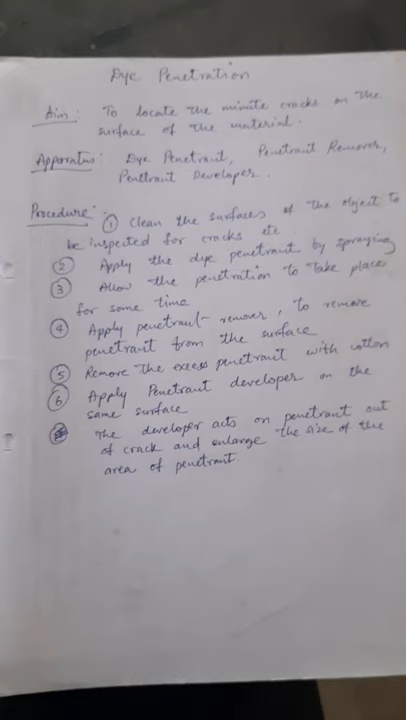 Dye Penetration
Aim: To locate the minute cracks on the
surface of the material.
Apparatus: Dye Penetrant, Penetrant Remover,
Penetrant Developer.
Procedure: ① Clean the surfaces of the object to
be inspected for cracks etc
② Apply the dye penetrant by spraying
③ Allow the penetration to take place
for some time
④ Apply penetrant remover, to remove
penetrant from the surface
⑤ Remove the excess penetrant with cotton
⑥ Apply Penetrant developer on the
same surface
The developer acts on penetrant out
of crack and enlarge the size of the
area of penetrant.